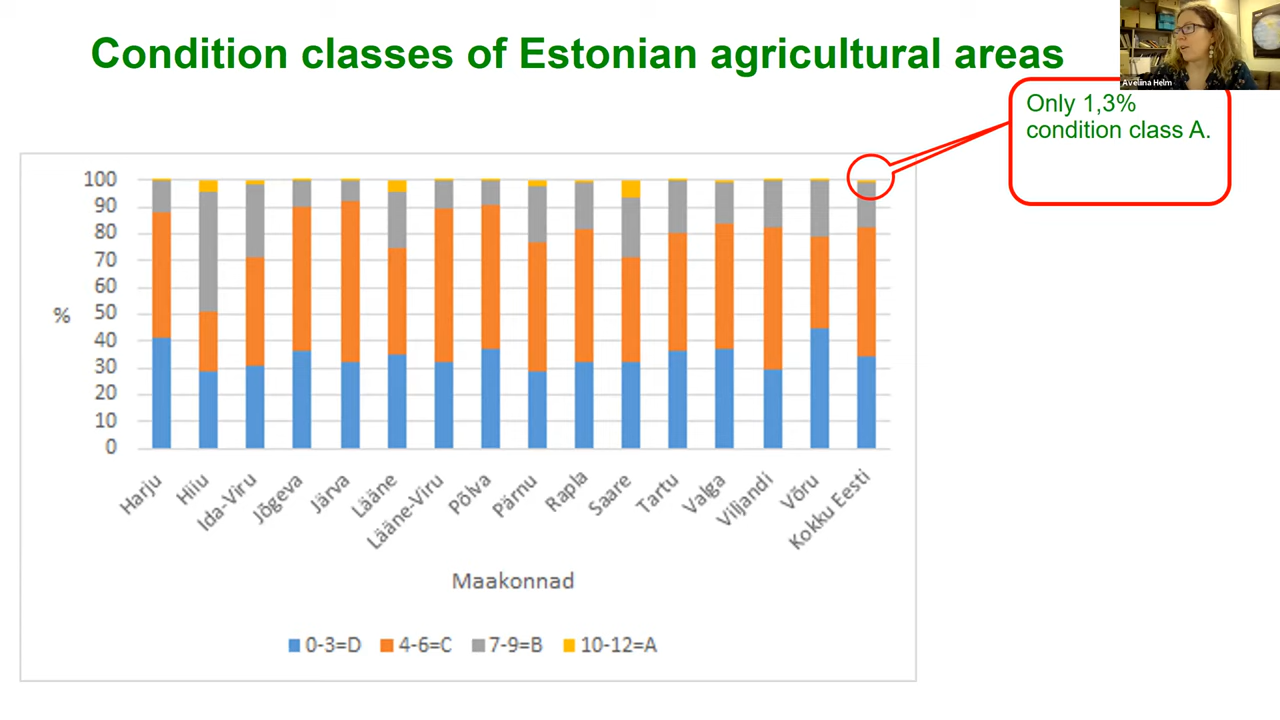 Condition classes of Estonian agricultural areas
Avelina Helm
Only 1,3%
condition class A.
100
90
80
70
60
50
40
30
20
10
0
%
Harju
Hiiu
Ida-Viru
Jõgeva
Järva
Lääne
Lääne-Viru
Põlva
Pärnu
Rapla
Saare
Tartu
Valga
Viljandi
Võru
Kokku Eesti
Maakonnad
0-3=D 4-6=C 7-9=B 10-12=A